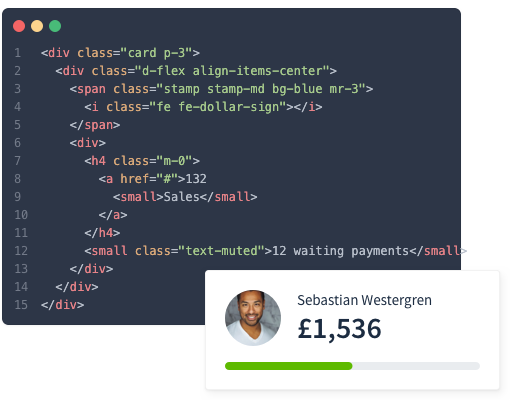 1 <div class="card p-3">
2 <div class="d-flex align-items-center">
3 <span class="stamp stamp-md bg-blue mr-3">
4 <i class="fe fe-dollar-sign"></i>
5 </span>
6 <div>
7 <h4 class="m-0">
8 <a href="#">132
9 <small>Sales</small>
10 </a>
11 </h4>
12 <small class="text-muted">12 waiting payments</small>
13 </div>
14 </div>
15 </div>
Sebastian Westergren
£1,536